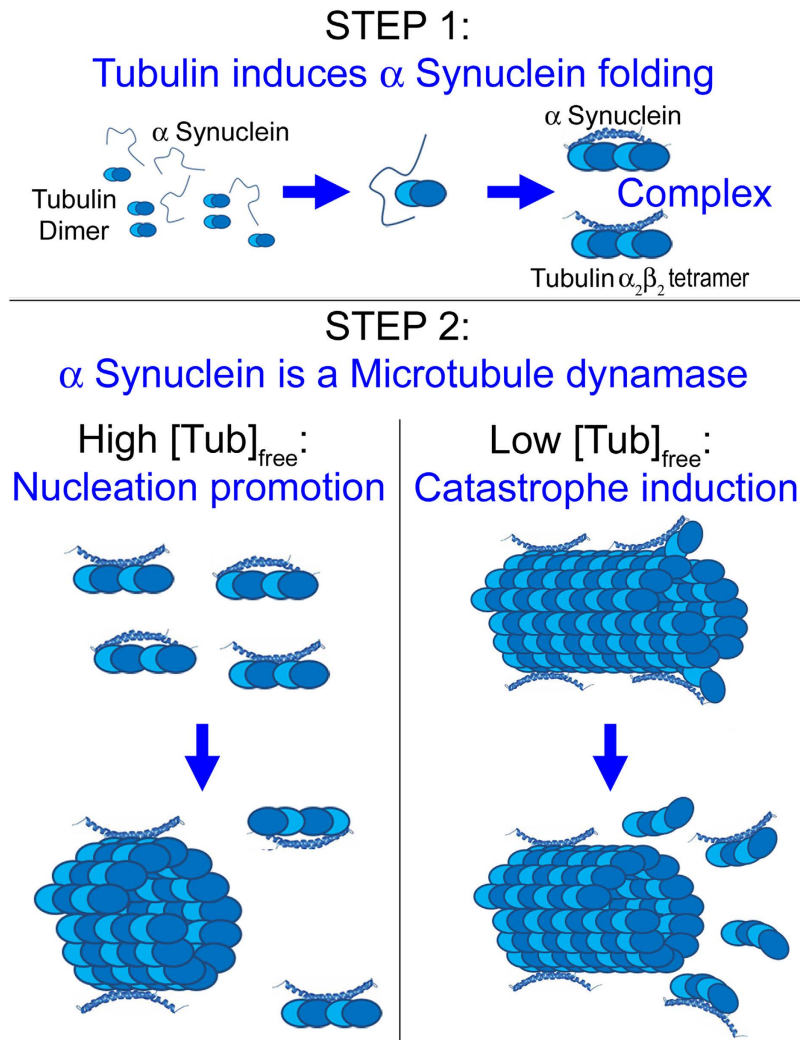 STEP 1:
Tubulin induces α Synuclein folding
α Synuclein
Tubulin
Dimer
α Synuclein
Complex
Tubulin α₂β₂ tetramer
STEP 2:
α Synuclein is a Microtubule dynamase
High [Tub]free:
Nucleation promotion
Low [Tub]free:
Catastrophe induction